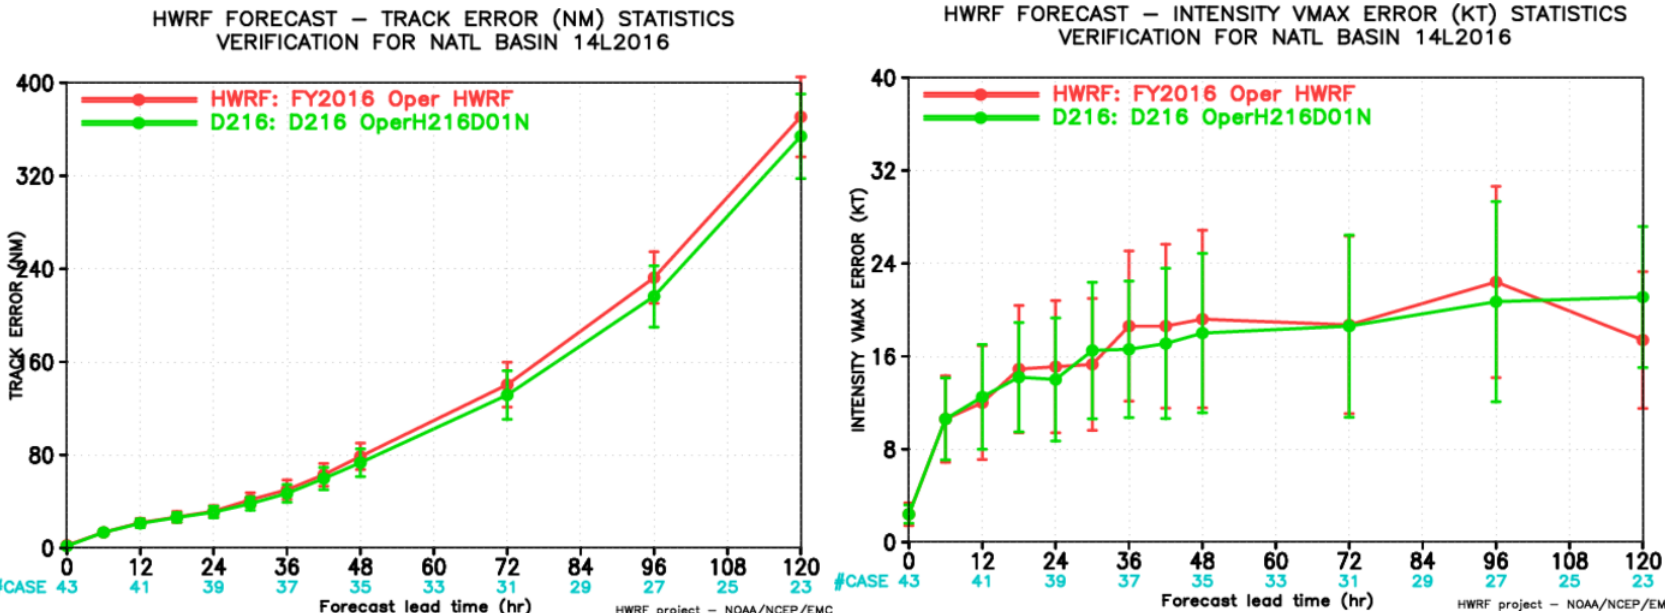 HWRF FORECAST – TRACK ERROR (NM) STATISTICS
VERIFICATION FOR NATL BASIN 14L2016
400
320
240
160
80
0
TRACK ERROR (NM)
HWRF: FY2016 Oper HWRF
D216: D216 OperH216D01N
0 12 24 36 48 60 72 84 96 108 120
#CASE 43 41 39 37 35 33 31 29 27 25 23
Forecast lead time (hr)
HWRF project – NOAA/NCEP/EMC
HWRF FORECAST – INTENSITY VMAX ERROR (KT) STATISTICS
VERIFICATION FOR NATL BASIN 14L2016
40
32
24
16
8
0
INTENSITY VMAX ERROR (KT)
HWRF: FY2016 Oper HWRF
D216: D216 OperH216D01N
0 12 24 36 48 60 72 84 96 108 120
#CASE 43 41 39 37 35 33 31 29 27 25 23
Forecast lead time (hr)
HWRF project – NOAA/NCEP/EM